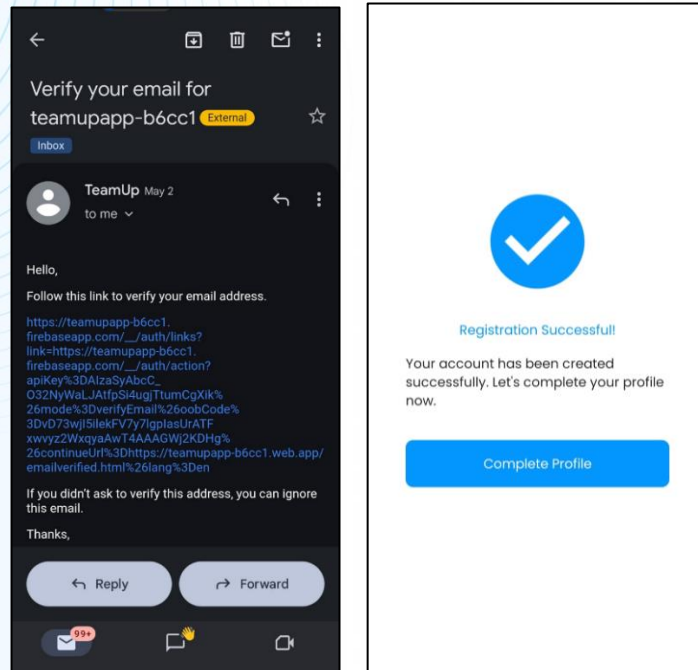 Verify your email for
teamupapp-b6cc1 External
Inbox
TeamUp May 2
to me
Hello,
Follow this link to verify your email address.
https://teamupapp-b6cc1.
firebaseapp.com/__/auth/links?
link=https://teamupapp-b6cc1.
firebaseapp.com/__/auth/action?
apiKey%3DAIzaSyAbcC_
O32NyWaLJAtfpSi4ugjTtumCgXik%
26mode%3DverifyEmail%26oobCode%
3DvD73wjI5iIekFV7y7lgpIasUrATF
xwvyz2WxqyaAwT4AAAGWj2KDHg%
26continueUrl%3Dhttps://teamupapp-b6cc1.web.app/
emailverified.html%26lang%3Den
If you didn't ask to verify this address, you can ignore
this email.
Thanks,
Reply
Forward
99+
Registration Successful!
Your account has been created
successfully. Let's complete your profile
now.
Complete Profile